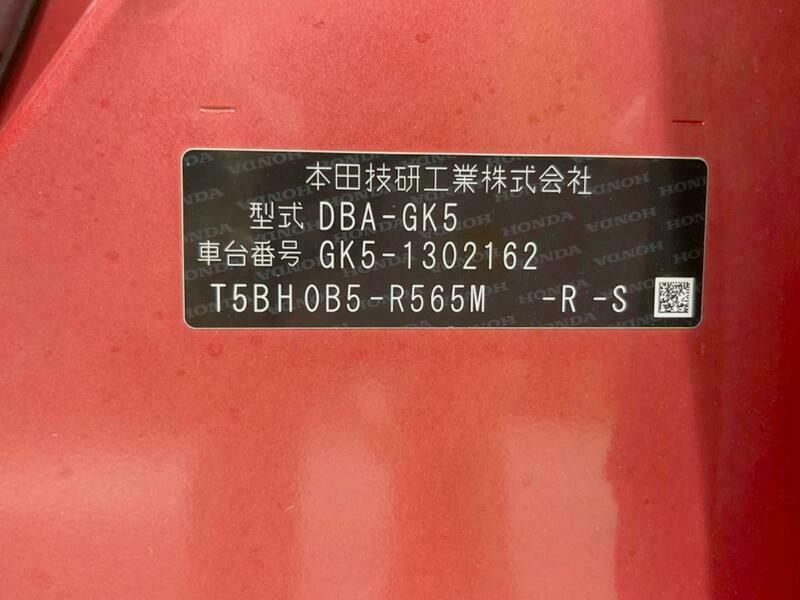 本田技研工業株式会社
型式 DBA-GK5
車台番号 GK5-1302162
T5BH0B5-R565M -R -S